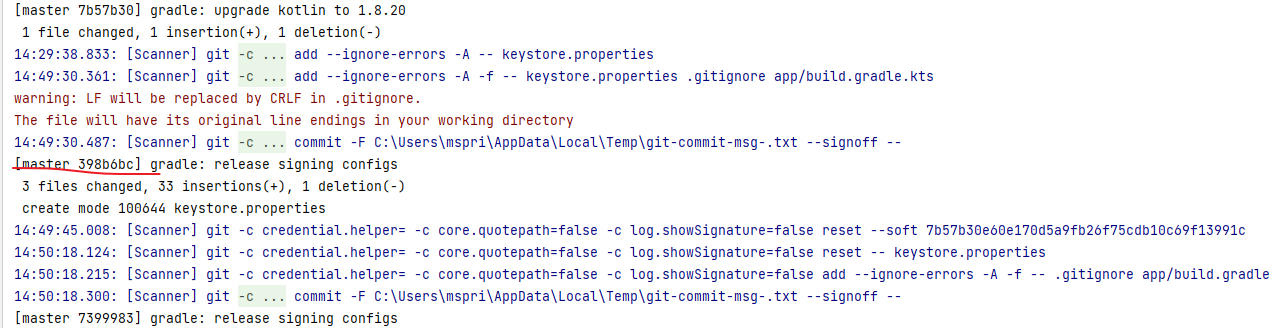 [master 7b57b30] gradle: upgrade kotlin to 1.8.20
 1 file changed, 1 insertion(+), 1 deletion(-)
14:29:38.833: [Scanner] git -c ... add --ignore-errors -A -- keystore.properties
14:49:30.361: [Scanner] git -c ... add --ignore-errors -A -f -- keystore.properties .gitignore app/build.gradle.kts
warning: LF will be replaced by CRLF in .gitignore.
The file will have its original line endings in your working directory
14:49:30.487: [Scanner] git -c ... commit -F C:\Users\mspri\AppData\Local\Temp\git-commit-msg-.txt --signoff --
[master 398b6bc] gradle: release signing configs
 3 files changed, 33 insertions(+), 1 deletion(-)
 create mode 100644 keystore.properties
14:49:45.008: [Scanner] git -c credential.helper= -c core.quotepath=false -c log.showSignature=false reset --soft 7b57b30e60e170d5a9fb26f75cdb10c69f13991c
14:50:18.124: [Scanner] git -c credential.helper= -c core.quotepath=false -c log.showSignature=false reset -- keystore.properties
14:50:18.215: [Scanner] git -c credential.helper= -c core.quotepath=false -c log.showSignature=false add --ignore-errors -A -f -- .gitignore app/build.gradle
14:50:18.300: [Scanner] git -c ... commit -F C:\Users\mspri\AppData\Local\Temp\git-commit-msg-.txt --signoff --
[master 7399983] gradle: release signing configs